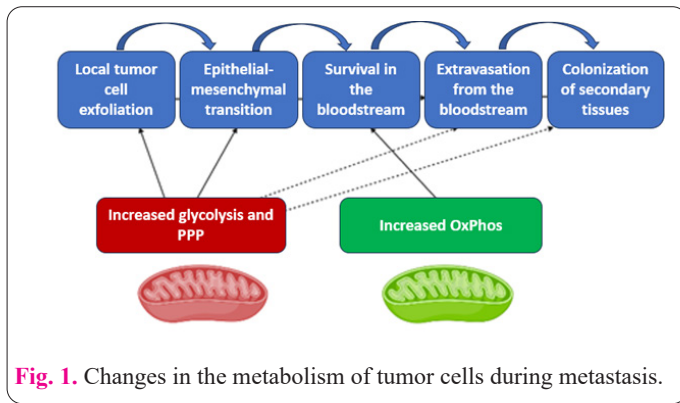 Local tumor
cell
exfoliation
Epithelial-
mesenchymal
transition
Survival in
the
bloodstream
Extravasation
from the
bloodstream
Colonization
of secondary
tissues
Increased glycolysis and
PPP
Increased OxPhos
Fig. 1. Changes in the metabolism of tumor cells during metastasis.